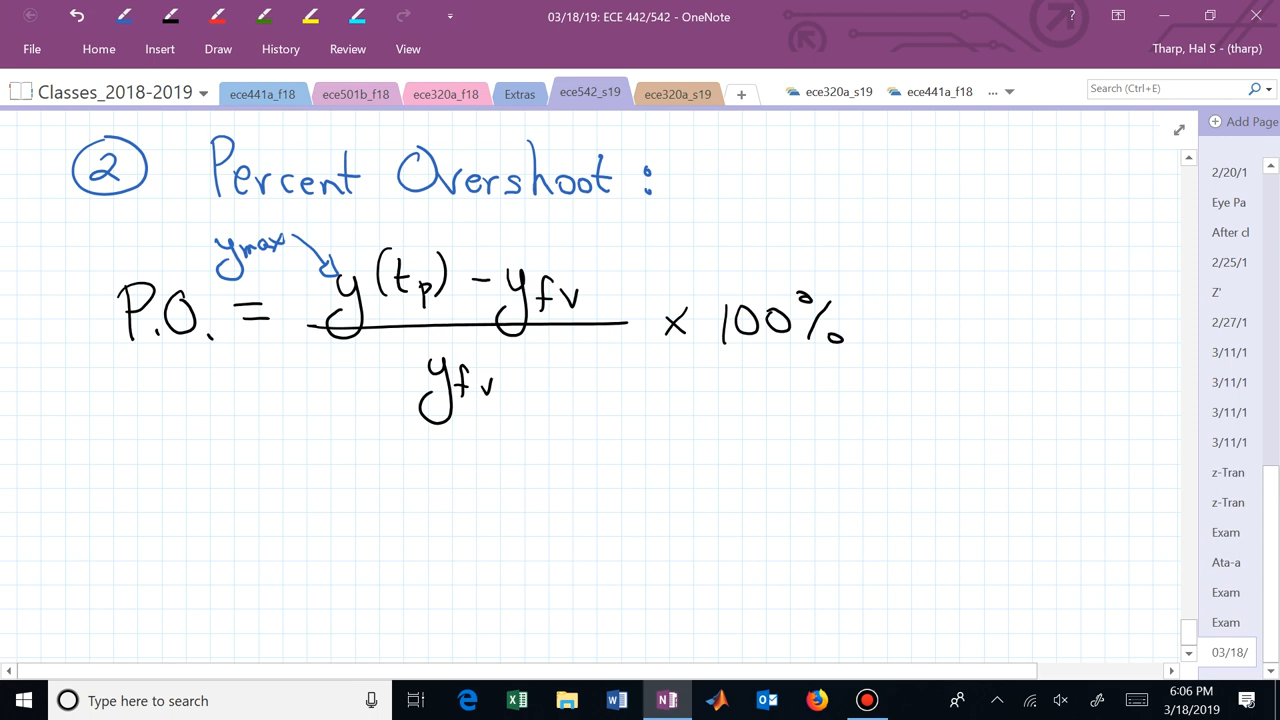 03/18/19: ECE 442/542 - OneNote
?
File Home Insert Draw History Review View
Tharp, Hal S - (tharp)
Classes_2018-2019
ece441a_f18 ece501b_f18 ece320a_f18 Extras ece542_s19 ece320a_s19 +
ece320a_s19 ece441a_f18 ...
Search (Ctrl+E)
Add Page
2/20/1
Eye Pa
After cl
2/25/1
Z'
2/27/1
3/11/1
3/11/1
3/11/1
3/11/1
z-Tran
z-Tran
Exam
Ata-a
Exam
Exam
03/18/
2 Percent Overshoot :
ymax
P.O. = y(tp) - yfv
yfv
× 100%
Type here to search
6:06 PM
3/18/2019